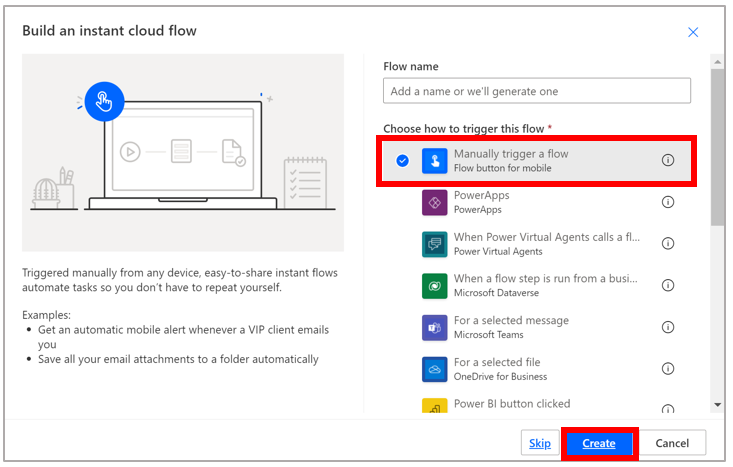 Build an instant cloud flow
Triggered manually from any device, easy-to-share instant flows
automate tasks so you don't have to repeat yourself.
Examples:
• Get an automatic mobile alert whenever a VIP client emails
you
• Save all your email attachments to a folder automatically
Flow name
Add a name or we'll generate one
Choose how to trigger this flow *
Manually trigger a flow
Flow button for mobile
PowerApps
PowerApps
When Power Virtual Agents calls a fl...
Power Virtual Agents
When a flow step is run from a busi...
Microsoft Dataverse
For a selected message
Microsoft Teams
For a selected file
OneDrive for Business
Power BI button clicked
Skip
Create
Cancel